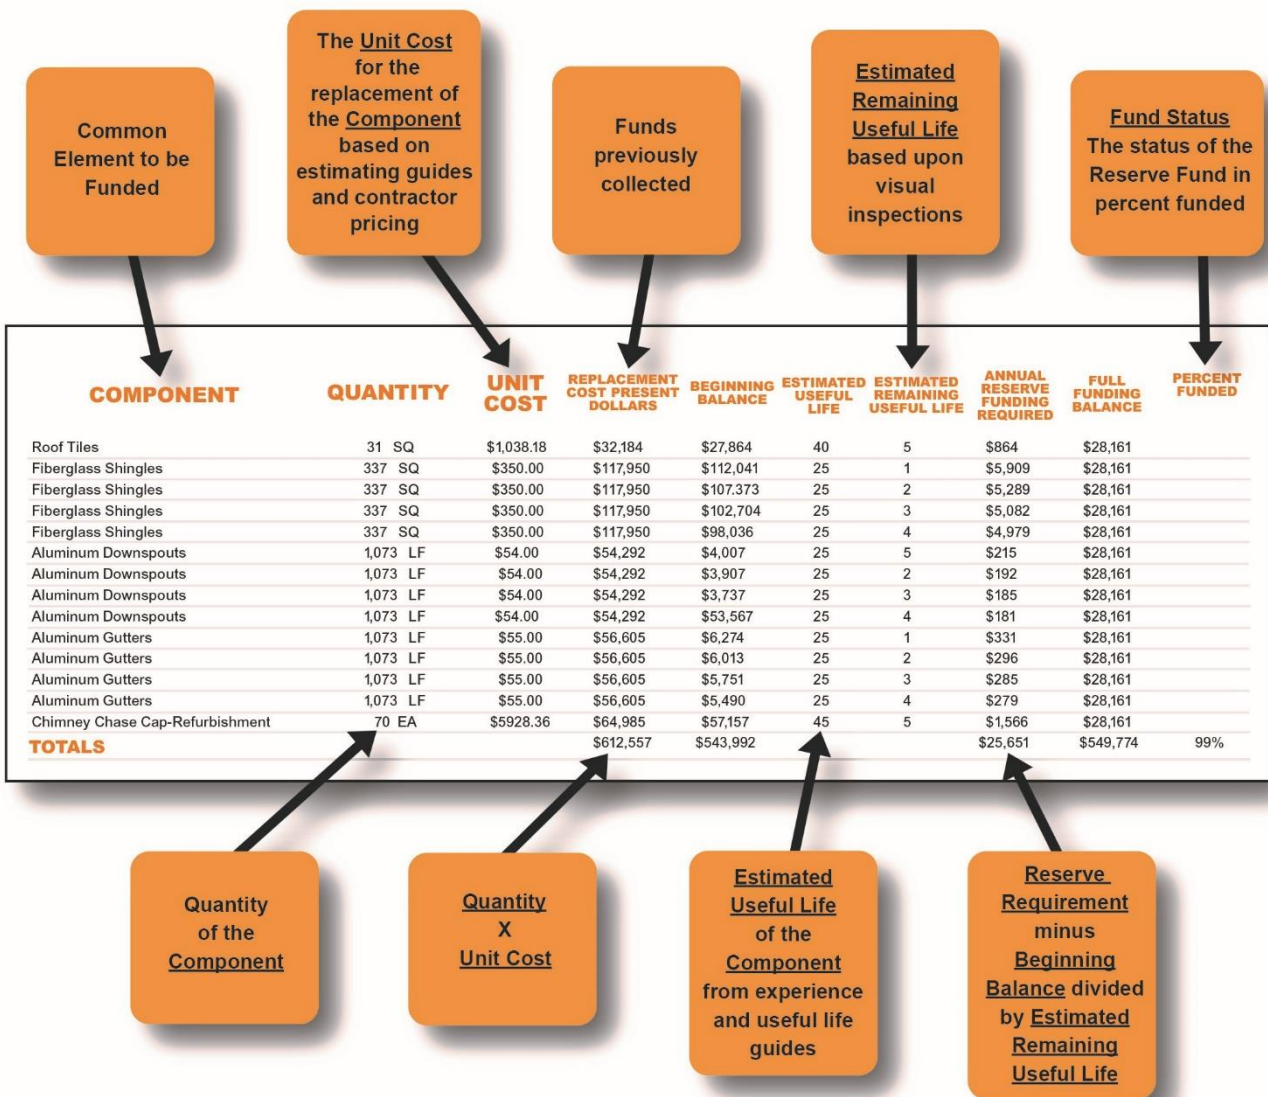 Common
Element to be
Funded
The Unit Cost
for the
replacement of
the Component
based on
estimating guides
and contractor
pricing
Funds
previously
collected
Estimated
Remaining
Useful Life
based upon
visual
inspections
Fund Status
The status of the
Reserve Fund in
percent funded
COMPONENT QUANTITY UNIT COST REPLACEMENT COST PRESENT DOLLARS BEGINNING BALANCE ESTIMATED USEFUL LIFE ESTIMATED REMAINING USEFUL LIFE ANNUAL RESERVE FUNDING REQUIRED FULL FUNDING BALANCE PERCENT FUNDED
Roof Tiles 31 SQ $1,038.18 $32,184 $27,864 40 5 $864 $28,161
Fiberglass Shingles 337 SQ $350.00 $117,950 $112,041 25 1 $5,909 $28,161
Fiberglass Shingles 337 SQ $350.00 $117,950 $107.373 25 2 $5,289 $28,161
Fiberglass Shingles 337 SQ $350.00 $117,950 $102,704 25 3 $5,082 $28,161
Fiberglass Shingles 337 SQ $350.00 $117,950 $98,036 25 4 $4,979 $28,161
Aluminum Downspouts 1,073 LF $54.00 $54,292 $4,007 25 5 $215 $28,161
Aluminum Downspouts 1,073 LF $54.00 $54,292 $3,907 25 2 $192 $28,161
Aluminum Downspouts 1,073 LF $54.00 $54,292 $3,737 25 3 $185 $28,161
Aluminum Downspouts 1,073 LF $54.00 $54,292 $53,567 25 4 $181 $28,161
Aluminum Gutters 1,073 LF $55.00 $56,605 $6,274 25 1 $331 $28,161
Aluminum Gutters 1,073 LF $55.00 $56,605 $6,013 25 2 $296 $28,161
Aluminum Gutters 1,073 LF $55.00 $56,605 $5,751 25 3 $285 $28,161
Aluminum Gutters 1,073 LF $55.00 $56,605 $5,490 25 4 $279 $28,161
Chimney Chase Cap-Refurbishment 70 EA $5928.36 $64,985 $57,157 45 5 $1,566 $28,161
TOTALS $612,557 $543,992 $25,651 $549,774 99%
Quantity
of the
Component
Quantity
X
Unit Cost
Estimated
Useful Life
of the
Component
from experience
and useful life
guides
Reserve
Requirement
minus
Beginning
Balance divided
by Estimated
Remaining
Useful Life